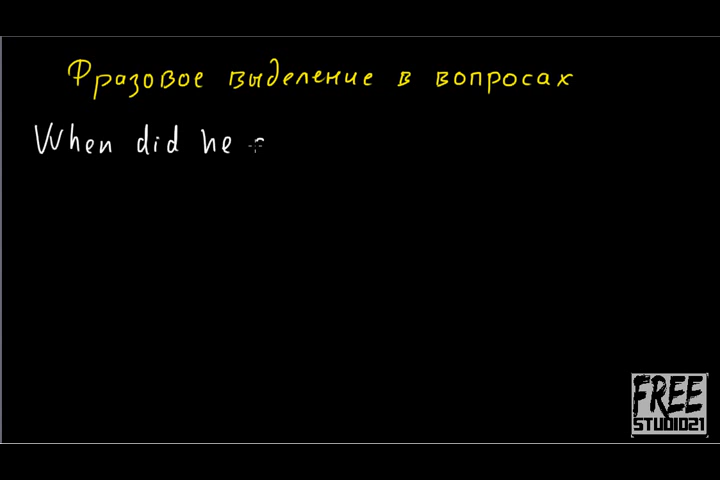 Фразовое выделение в вопросах
When did he
FREE
STUDIO21